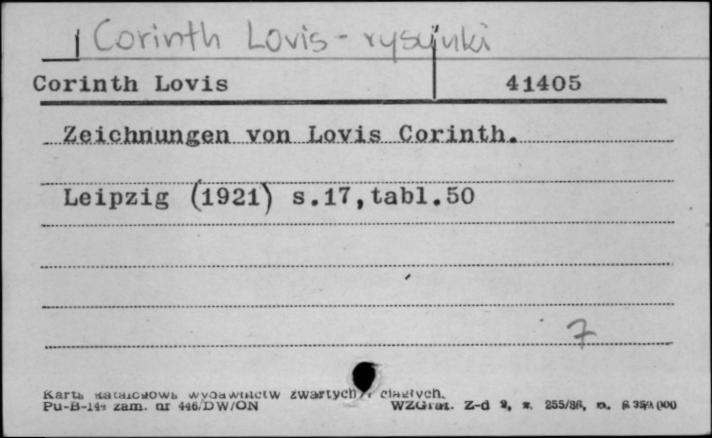 Corinth Lovis - rysunki
Corinth Lovis 41405
Zeichnungen von Lovis Corinth.
Leipzig (1921) s.17,tabl.50
7
Karta katalogowa wydawnictw zwartych i ciągłych.
Pu-B-14 zam. nr 446/DW/ON WZGraf. Z-d 2, z. 255/86, n.